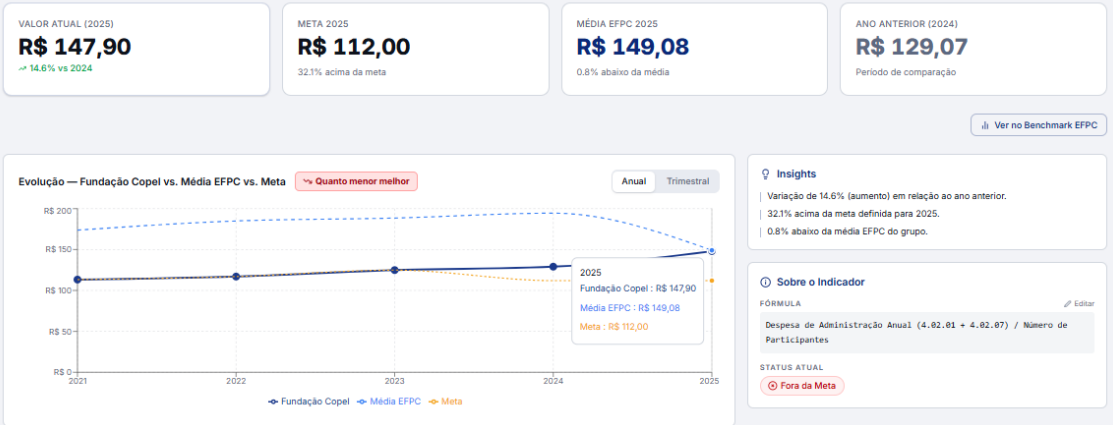 VALOR ATUAL (2025)
R$ 147,90
14.6% vs 2024
META 2025
R$ 112,00
32.1% acima da meta
MÉDIA EFPC 2025
R$ 149,08
0.8% abaixo da média
ANO ANTERIOR (2024)
R$ 129,07
Período de comparação
Ver no Benchmark EFPC
Evolução — Fundação Copel vs. Média EFPC vs. Meta
Quanto menor melhor
Anual
Trimestral
R$ 200
R$ 150
R$ 100
R$ 50
R$ 0
2021
2022
2023
2024
2025
2025
Fundação Copel : R$ 147,90
Média EFPC : R$ 149,08
Meta : R$ 112,00
Fundação Copel
Média EFPC
Meta
Insights
Variação de 14.6% (aumento) em relação ao ano anterior.
32.1% acima da meta definida para 2025.
0.8% abaixo da média EFPC do grupo.
Sobre o Indicador
FÓRMULA
Editar
Despesa de Administração Anual (4.02.01 + 4.02.07) / Número de
Participantes
STATUS ATUAL
Fora da Meta